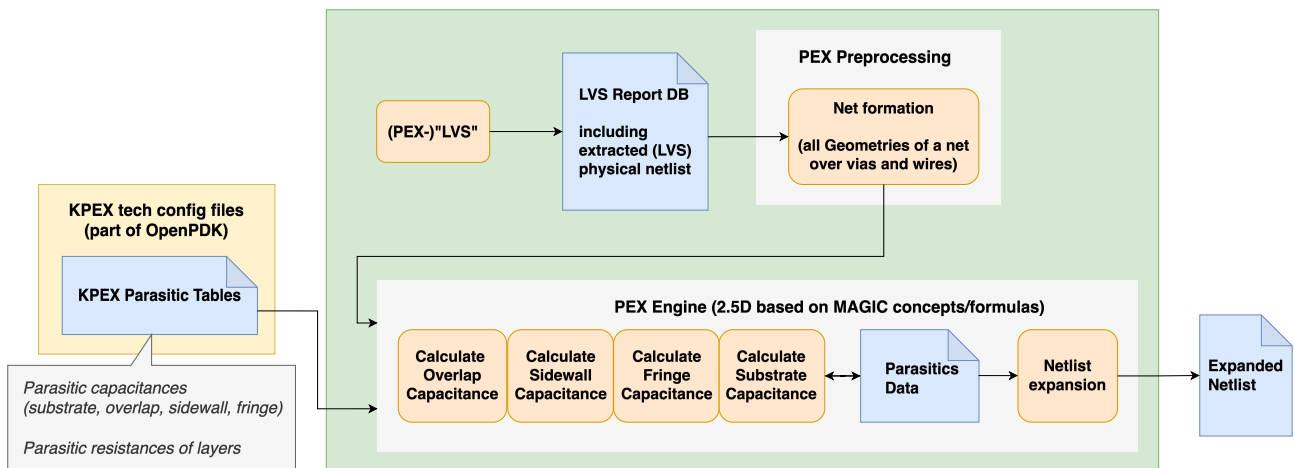 PEX Preprocessing
(PEX-)"LVS"
LVS Report DB
including
extracted (LVS)
physical netlist
Net formation
(all Geometries of a net
over vias and wires)
KPEX tech config files
(part of OpenPDK)
KPEX Parasitic Tables
Parasitic capacitances
(substrate, overlap, sidewall, fringe)
Parasitic resistances of layers
PEX Engine (2.5D based on MAGIC concepts/formulas)
Calculate
Overlap
Capacitance
Calculate
Sidewall
Capacitance
Calculate
Fringe
Capacitance
Calculate
Substrate
Capacitance
Parasitics
Data
Netlist
expansion
Expanded
Netlist